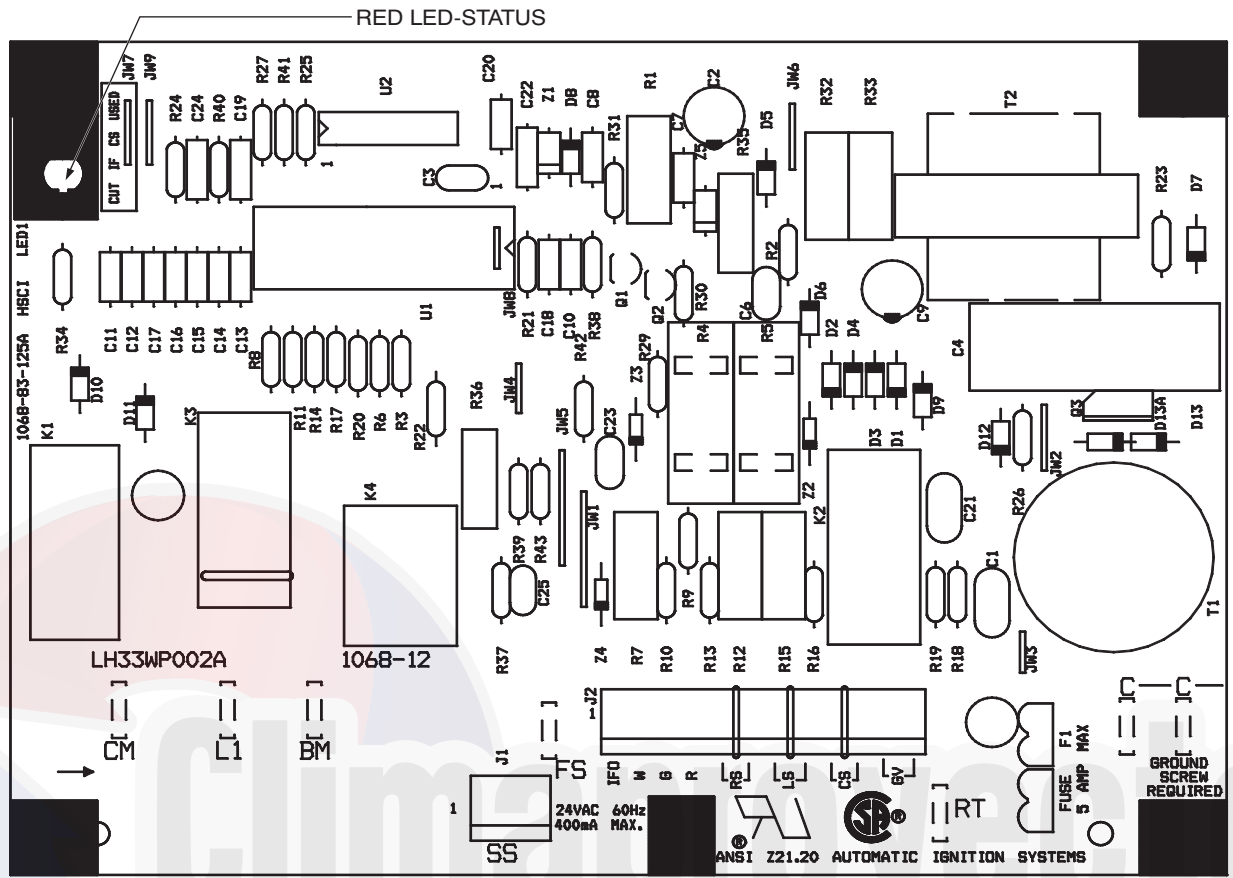 RED LED-STATUS
JW7
JW9
R27
R41
R25
U2
C20
C22
Z1
D8
C8
R1
C2
JW6
R32
R33
T2
R24
C24
R40
C19
CUT IF CS USED
1
C3
1
R31
C7
Z5
R35
D5
R23
D7
LED1
HSCI
1068-83-125A
R34
C11
C12
C17
C16
C15
C14
C13
U1
JW8
R21
C18
C10
R38
Q1
Q2
R30
C6
R2
R5
R4
D6
C9
C4
D10
D11
K1
K3
R8
R11
R14
R17
R20
R6
R3
R22
R36
JW4
JW5
R42
C23
R29
Z3
D2
D4
D3
D1
D9
Q3
D13A
D13
D12
JW2
R26
K4
R39
R43
JW1
Z2
K2
C21
C1
T1
C25
R9
LH33WP002A
1068-12
R37
Z4
R7
R10
R13
R12
R15
R16
R19
R18
JW3
CM
L1
BM
J1
FS
J2
1
IFO
W
G
R
RS
LS
CS
GV
F1
FUSE
5 AMP MAX
C
C
GROUND
SCREW
REQUIRED
1
24VAC 60Hz
400mA MAX.
SS
®
SA
®
RT
ANSI Z21.20 AUTOMATIC IGNITION SYSTEMS